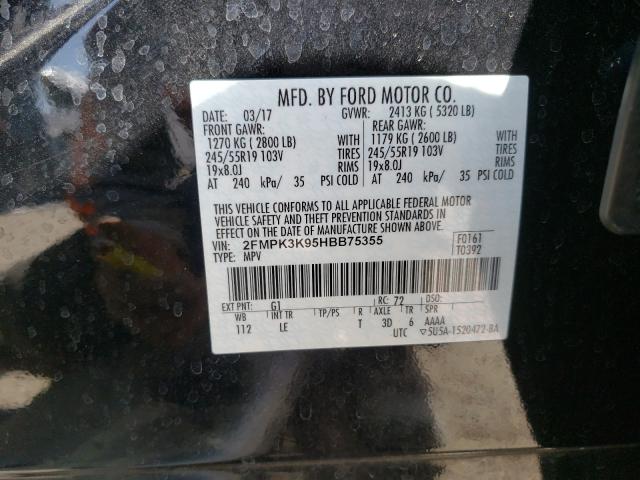 MFD. BY FORD MOTOR CO.
DATE: 03/17 GVWR: 2413 KG ( 5320 LB)
FRONT GAWR: REAR GAWR:
1270 KG ( 2800 LB) WITH 1179 KG ( 2600 LB) WITH
245/55R19 103V TIRES 245/55R19 103V TIRES
19x8.0J RIMS 19x8.0J RIMS
AT 240 kPa/ 35 PSI COLD AT 240 kPa/ 35 PSI COLD
THIS VEHICLE CONFORMS TO ALL APPLICABLE FEDERAL MOTOR
VEHICLE SAFETY AND THEFT PREVENTION STANDARDS IN
EFFECT ON THE DATE OF MANUFACTURE SHOWN ABOVE.
VIN: 2FMPK3K95HBB75355 F0161
TYPE: MPV T0392
EXT PNT: G1 RC: 72 DSO:
WB INT TR TP/PS R AXLE TR SPR
112 LE T 3D 6 AAAA
UTC ▽5U5A-1520472-BA